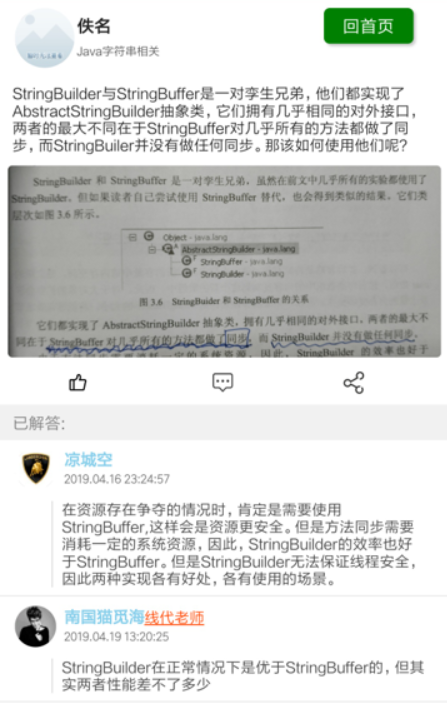 佚名
回首页
Java字符串相关
StringBuilder与StringBuffer是一对孪生兄弟，他们都实现了
AbstractStringBuilder抽象类，它们拥有几乎相同的对外接口，
两者的最大不同在于StringBuffer对几乎所有的方法都做了同
步，而StringBuiler并没有做任何同步。那该如何使用他们呢？
StringBuilder 和 StringBuffer 是一对孪生兄弟，虽然在前文中几乎所有的实验都使用了
StringBuilder，但如果读者自己尝试使用 StringBuffer 替代，也会得到类似的结果。它们类
层次如图 3.6 所示。
Object - java.lang
AbstractStringBuilder - java.lang
StringBuffer - java.lang
StringBuilder - java.lang
图 3.6 StringBuider 和 StringBuffer 的关系
它们都实现了 AbstractStringBuilder 抽象类，拥有几乎相同的对外接口，两者的最大不
同在于 StringBuffer 对几乎所有的方法都做了同步，而 StringBuilder 并没有做任何同步。
StringBuilder 的效率也好于
已解答:
凉城空
2019.04.16 23:24:57
在资源存在争夺的情况时，肯定是需要使用
StringBuffer,这样会是资源更安全。但是方法同步需要
消耗一定的系统资源，因此，StringBuilder的效率也好
于StringBuffer。但是StringBuilder无法保证线程安全，
因此两种实现各有好处，各有使用的场景。
南国猫觅海线代老师
2019.04.19 13:20:25
StringBuilder在正常情况下是优于StringBuffer的，但其
实两者性能差不了多少